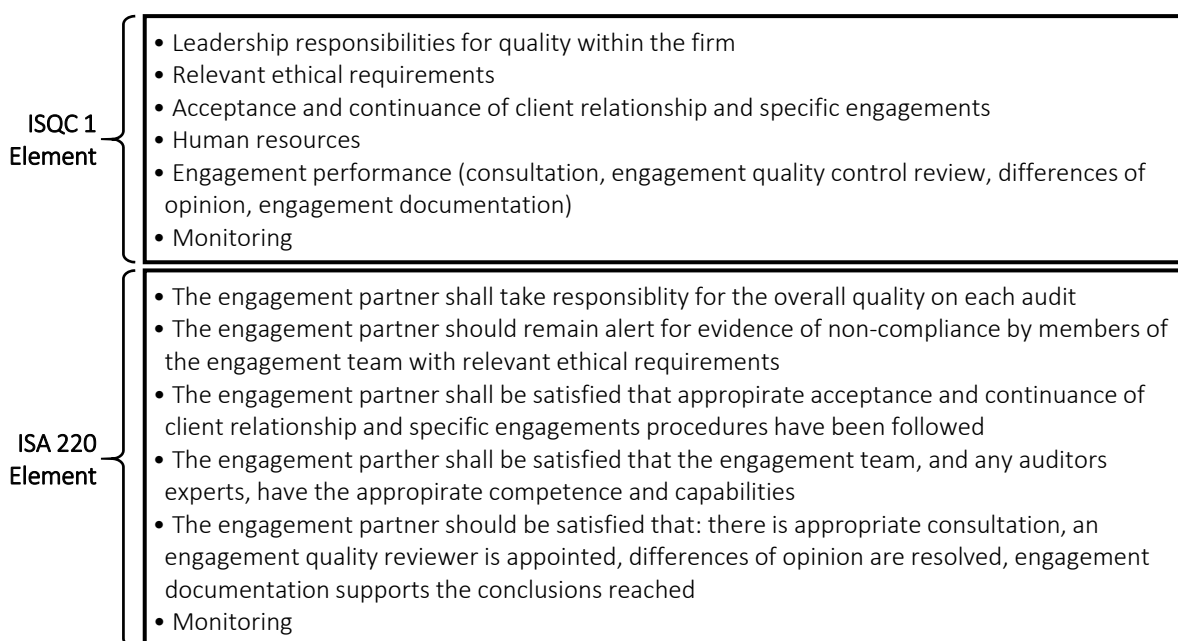 ISQC 1
Element
• Leadership responsibilities for quality within the firm
• Relevant ethical requirements
• Acceptance and continuance of client relationship and specific engagements
• Human resources
• Engagement performance (consultation, engagement quality control review, differences of
opinion, engagement documentation)
• Monitoring
ISA 220
Element
• The engagement partner shall take responsiblity for the overall quality on each audit
• The engagement partner should remain alert for evidence of non-compliance by members of
the engagement team with relevant ethical requirements
• The engagement partner shall be satisfied that appropirate acceptance and continuance of
client relationship and specific engagements procedures have been followed
• The engagement parther shall be satisfied that the engagement team, and any auditors
experts, have the appropirate competence and capabilities
• The engagement partner should be satisfied that: there is appropriate consultation, an
engagement quality reviewer is appointed, differences of opinion are resolved, engagement
documentation supports the conclusions reached
• Monitoring